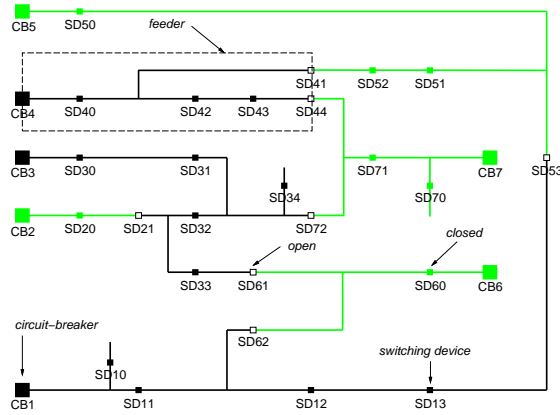 SD50
CB5
feeder
SD41 SD52 SD51
CB4 SD40 SD42 SD43 SD44
CB3 SD30 SD31 SD71 CB7 SD53
SD34 SD70
CB2 SD20 SD21 SD32 SD72
open closed
SD33 SD61 SD60 CB6
circuit-breaker SD62 switching device
SD10
CB1 SD11 SD12 SD13